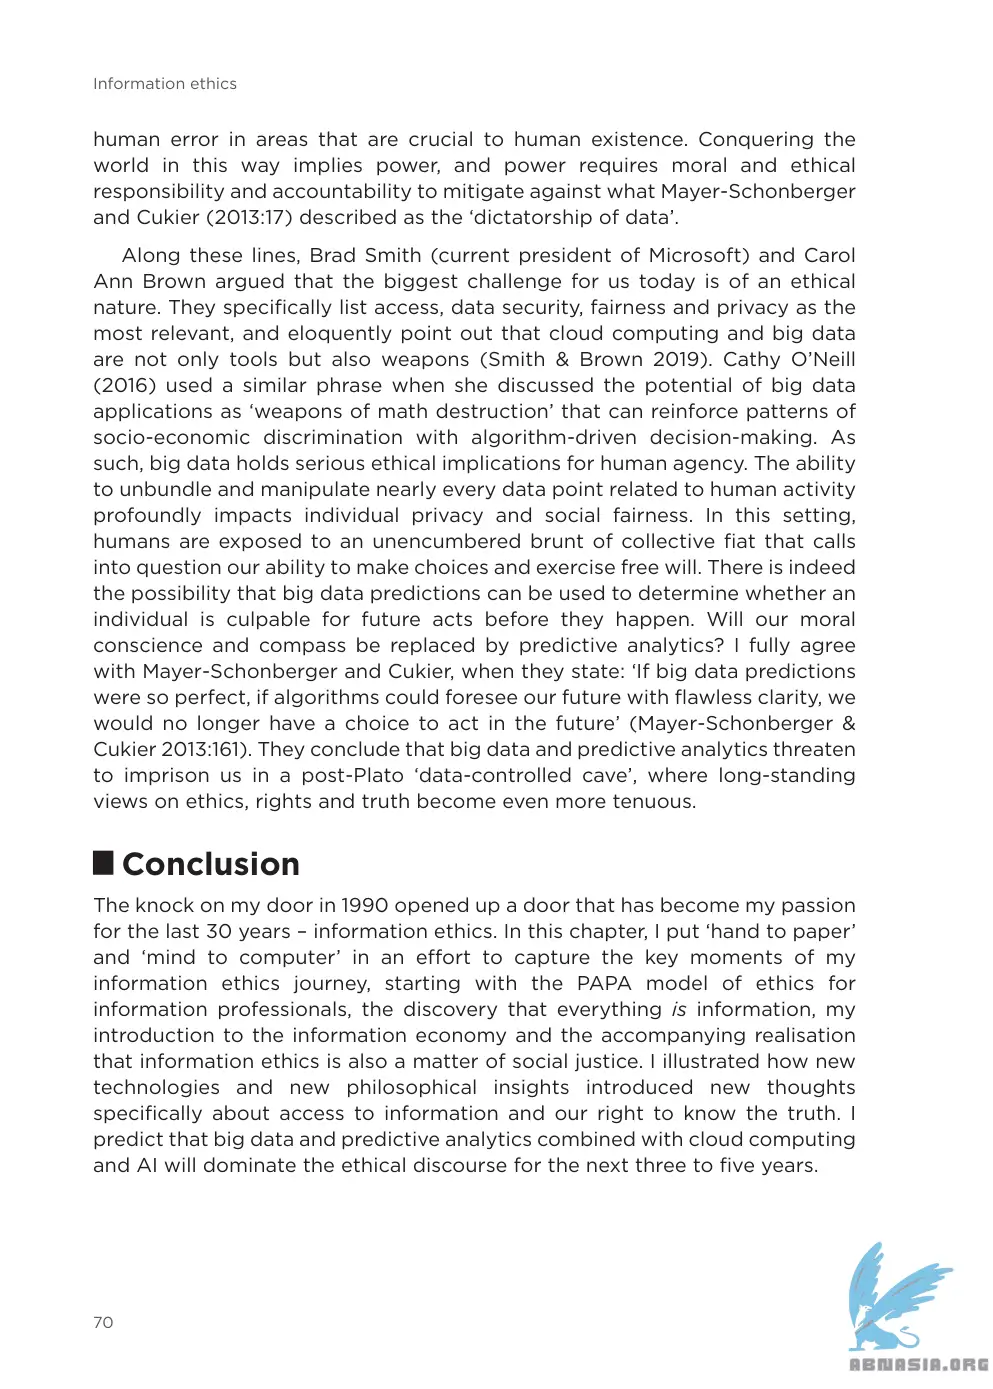 Information ethics
human error in areas that are crucial to human existence. Conquering the
world in this way implies power, and power requires moral and ethical
responsibility and accountability to mitigate against what Mayer-Schonberger
and Cukier (2013:17) described as the ‘dictatorship of data’.
Along these lines, Brad Smith (current president of Microsoft) and Carol
Ann Brown argued that the biggest challenge for us today is of an ethical
nature. They specifically list access, data security, fairness and privacy as the
most relevant, and eloquently point out that cloud computing and big data
are not only tools but also weapons (Smith & Brown 2019). Cathy O’Neill
(2016) used a similar phrase when she discussed the potential of big data
applications as ‘weapons of math destruction’ that can reinforce patterns of
socio-economic discrimination with algorithm-driven decision-making. As
such, big data holds serious ethical implications for human agency. The ability
to unbundle and manipulate nearly every data point related to human activity
profoundly impacts individual privacy and social fairness. In this setting,
humans are exposed to an unencumbered brunt of collective fiat that calls
into question our ability to make choices and exercise free will. There is indeed
the possibility that big data predictions can be used to determine whether an
individual is culpable for future acts before they happen. Will our moral
conscience and compass be replaced by predictive analytics? I fully agree
with Mayer-Schonberger and Cukier, when they state: ‘If big data predictions
were so perfect, if algorithms could foresee our future with flawless clarity, we
would no longer have a choice to act in the future’ (Mayer-Schonberger &
Cukier 2013:161). They conclude that big data and predictive analytics threaten
to imprison us in a post-Plato ‘data-controlled cave’, where long-standing
views on ethics, rights and truth become even more tenuous.
Conclusion
The knock on my door in 1990 opened up a door that has become my passion
for the last 30 years – information ethics. In this chapter, I put ‘hand to paper’
and ‘mind to computer’ in an effort to capture the key moments of my
information ethics journey, starting with the PAPA model of ethics for
information professionals, the discovery that everything is information, my
introduction to the information economy and the accompanying realisation
that information ethics is also a matter of social justice. I illustrated how new
technologies and new philosophical insights introduced new thoughts
specifically about access to information and our right to know the truth. I
predict that big data and predictive analytics combined with cloud computing
and AI will dominate the ethical discourse for the next three to five years.
70
ABNASIA.ORG